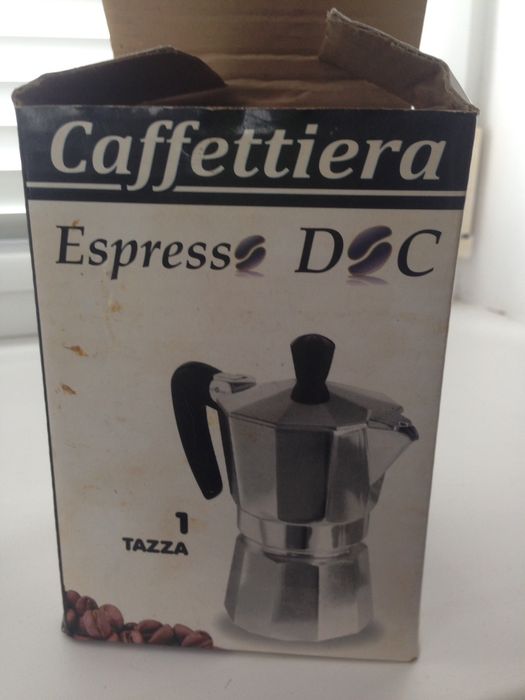 Caffettiera
Espresso DOC
1
TAZZA